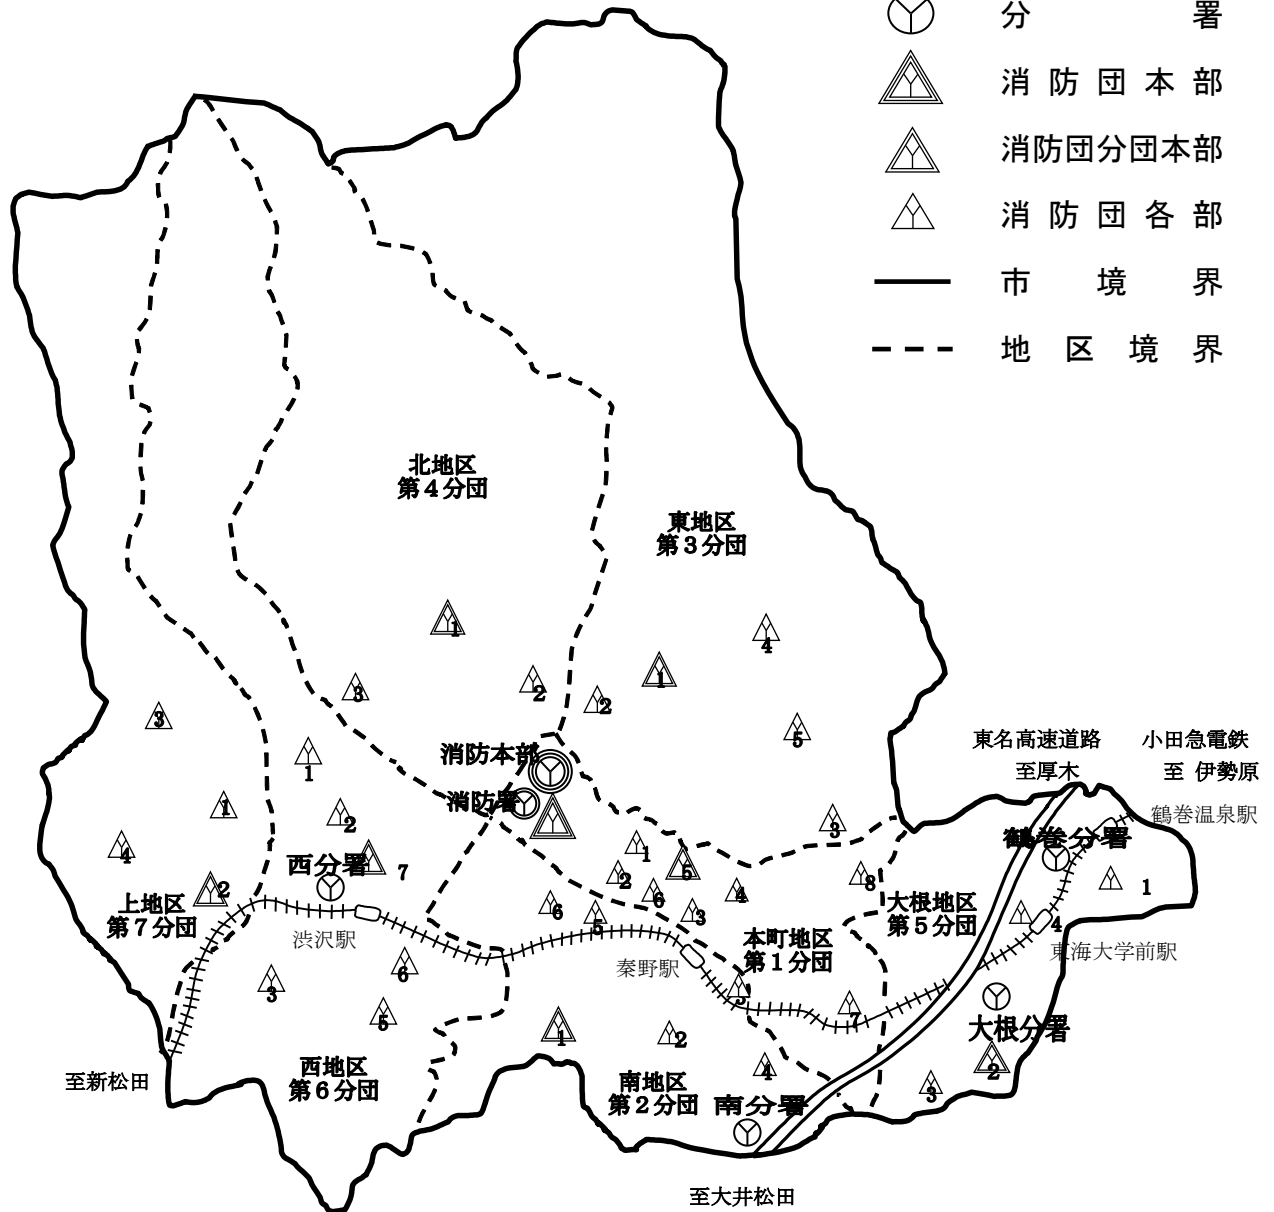 分署
消防団本部
消防団分団本部
消防団各部
市境界
地区境界
北地区
第４分団
東地区
第３分団
1
4
3
2
1
2
3
5
東名高速道路
小田急電鉄
消防本部
至厚木
至 伊勢原
1
消防署
1
2
3
鶴巻温泉駅
鶴巻分署
4
西分署
7
1
5
2
8
1
2
6
4
上地区
第７分団
大根地区
第５分団
6
5
3
4
渋沢駅
本町地区
第１分団
東海大学前駅
秦野駅
6
3
3
7
5
大根分署
1
2
西地区
第６分団
4
2
至新松田
南地区
第２分団
南分署
3
至大井松田